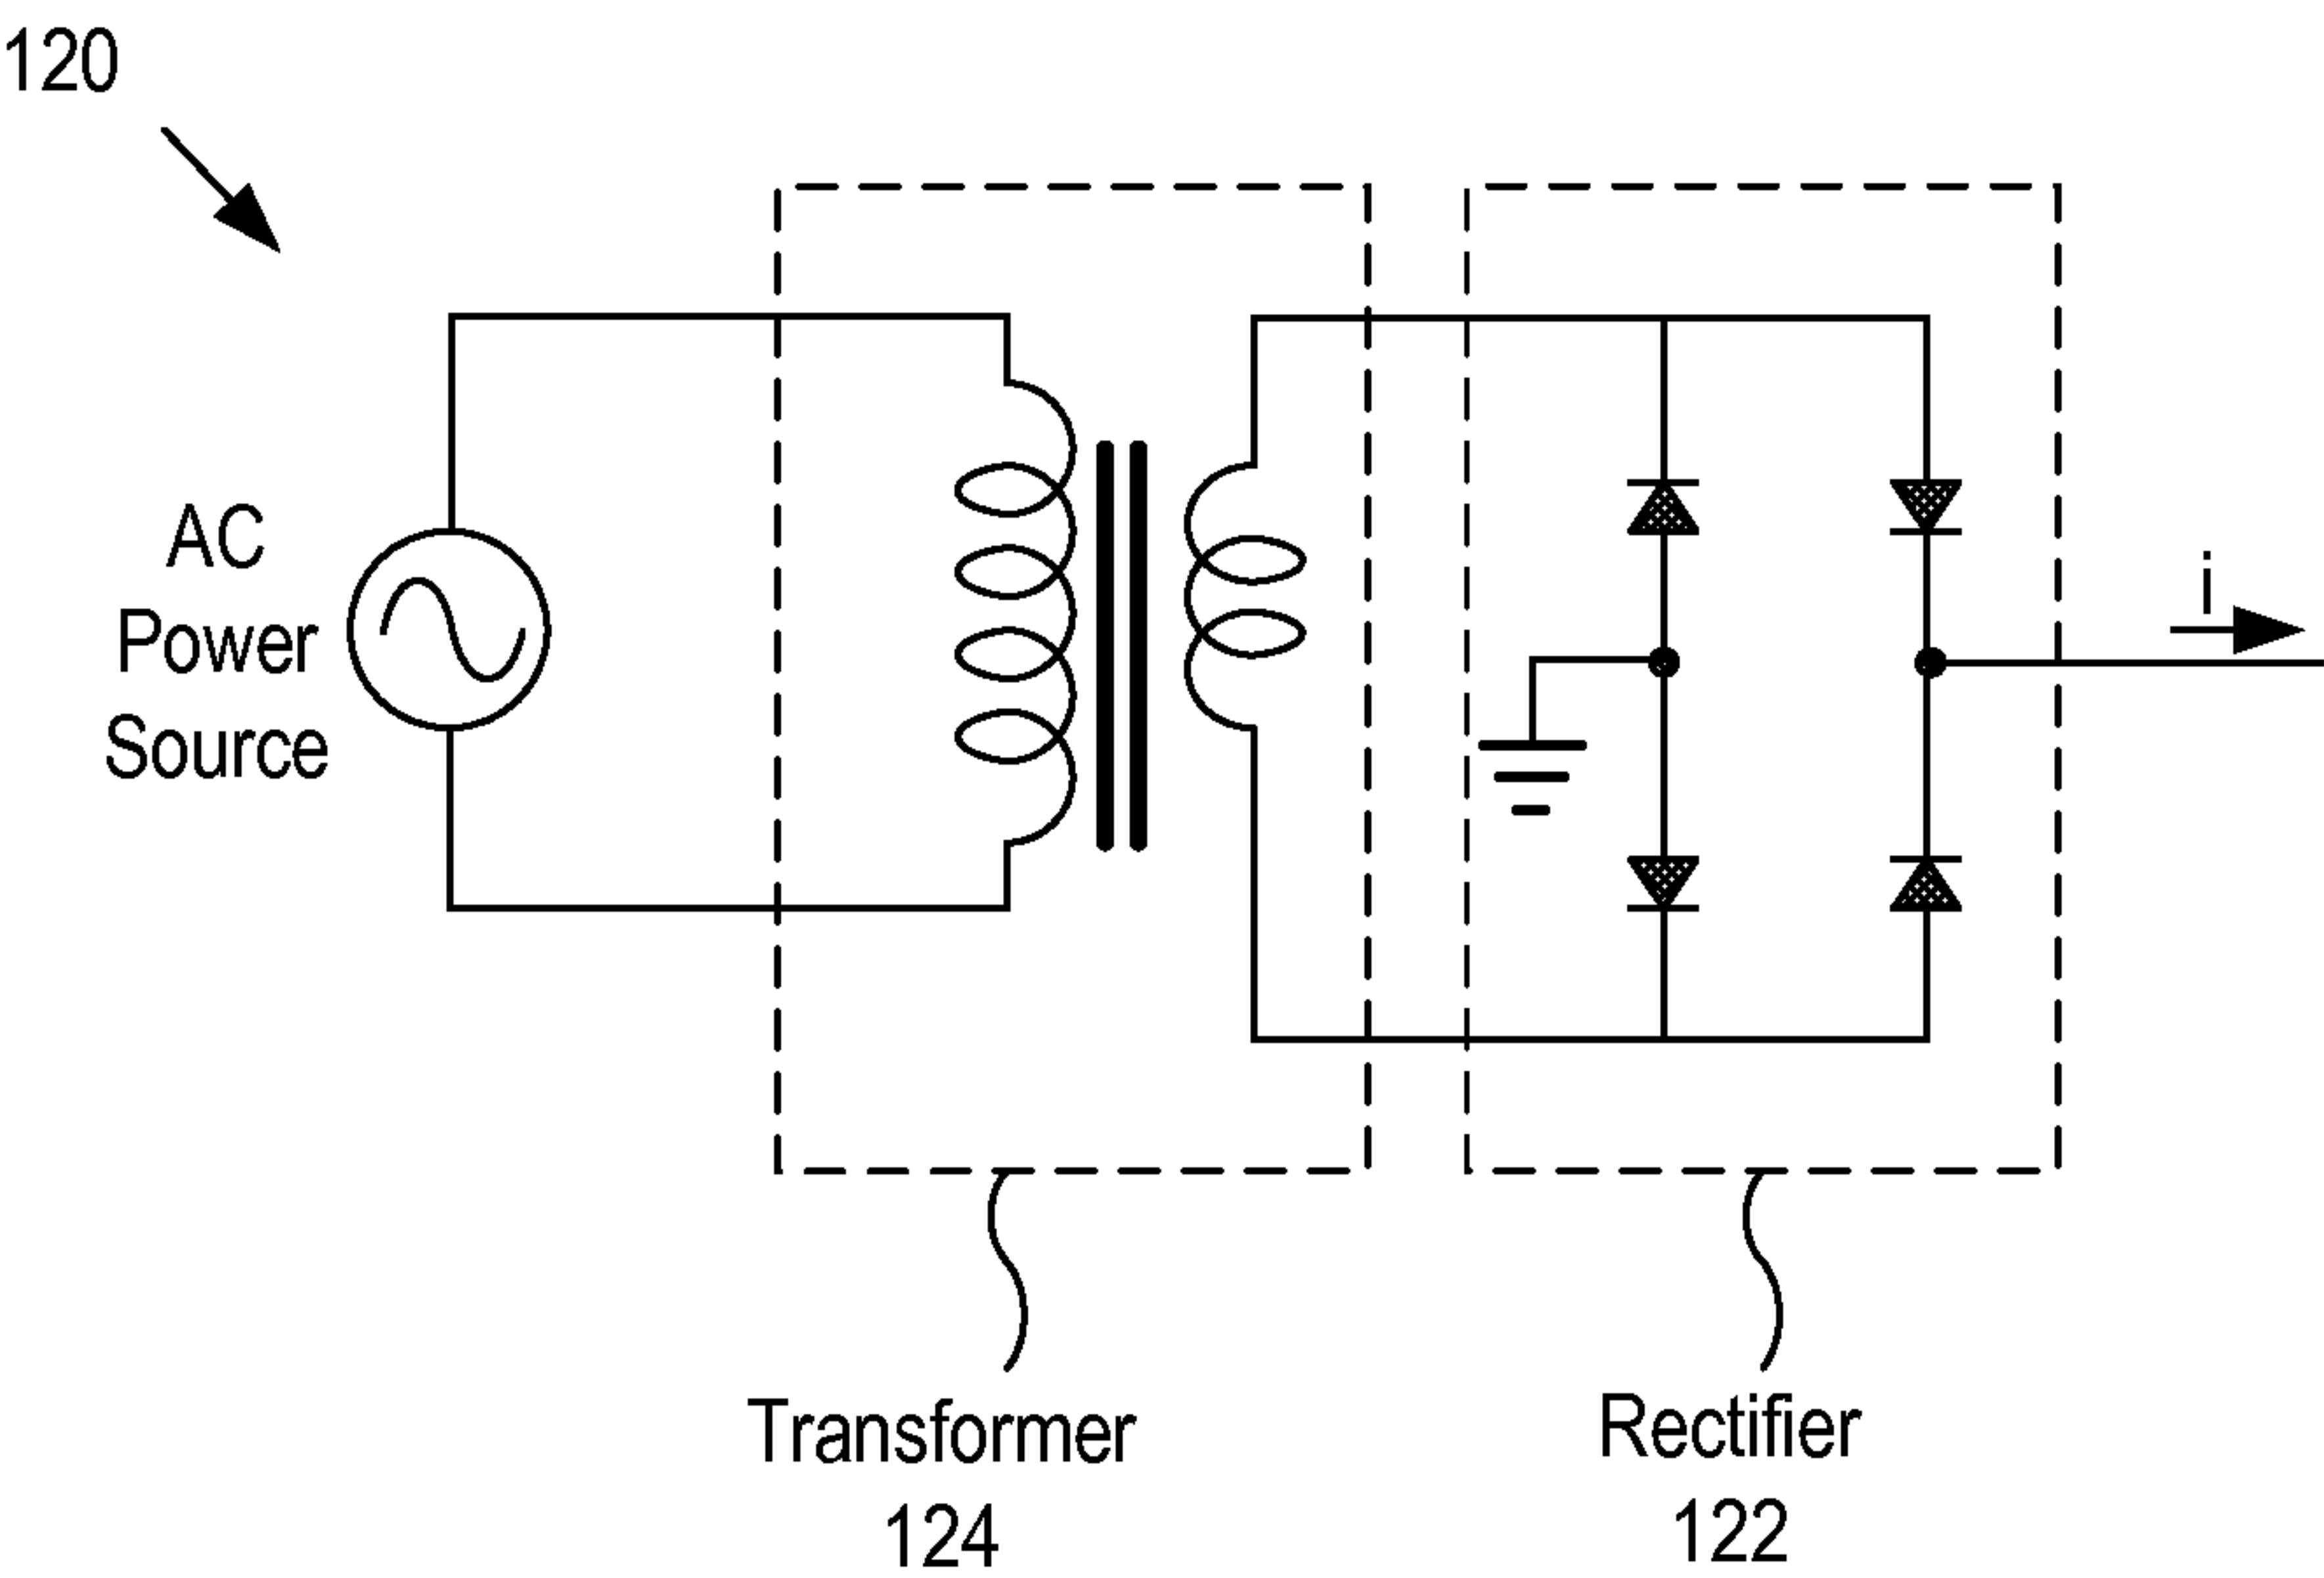 120
AC
Power
Source
i
Transformer
124
Rectifier
122